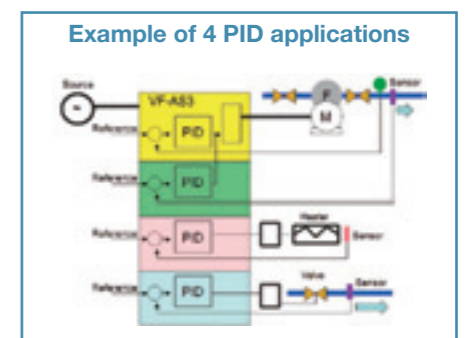 Example of 4 PID applications
Source
VF-AS3
Sensor
P
M
Reference
PID
Reference
PID
Heater
Reference
PID
Sensor
Valve
Sensor
Reference
PID